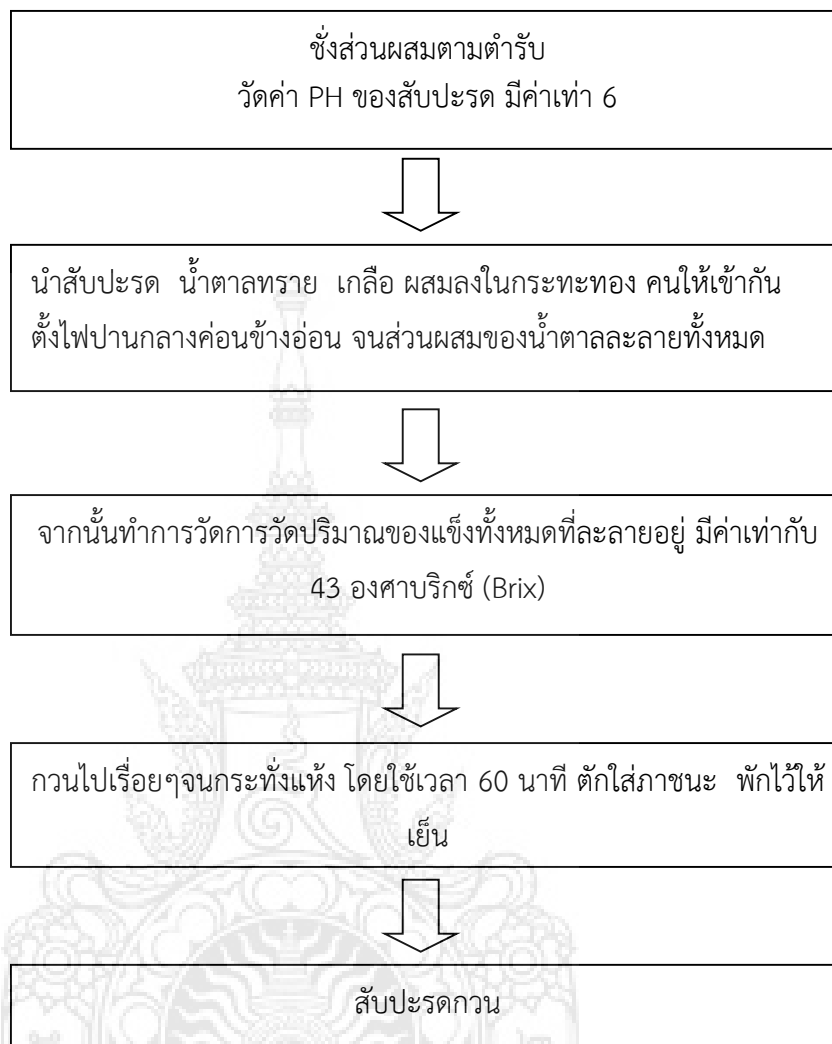 ชั่งส่วนผสมตามตำรับ
วัดค่า PH ของสับปะรด มีค่าเท่า 6
นำสับปะรด น้ำตาลทราย เกลือ ผสมลงในกระทะทอง คนให้เข้ากัน
ตั้งไฟปานกลางค่อนข้างอ่อน จนส่วนผสมของน้ำตาลละลายทั้งหมด
จากนั้นทำการวัดการวัดปริมาณของแข็งทั้งหมดที่ละลายอยู่ มีค่าเท่ากับ
43 องศาบริกซ์ (Brix)
กวนไปเรื่อยๆจนกระทั่งแห้ง โดยใช้เวลา 60 นาที ตักใส่ภาชนะ พักไว้ให้
เย็น
สับปะรดกวน